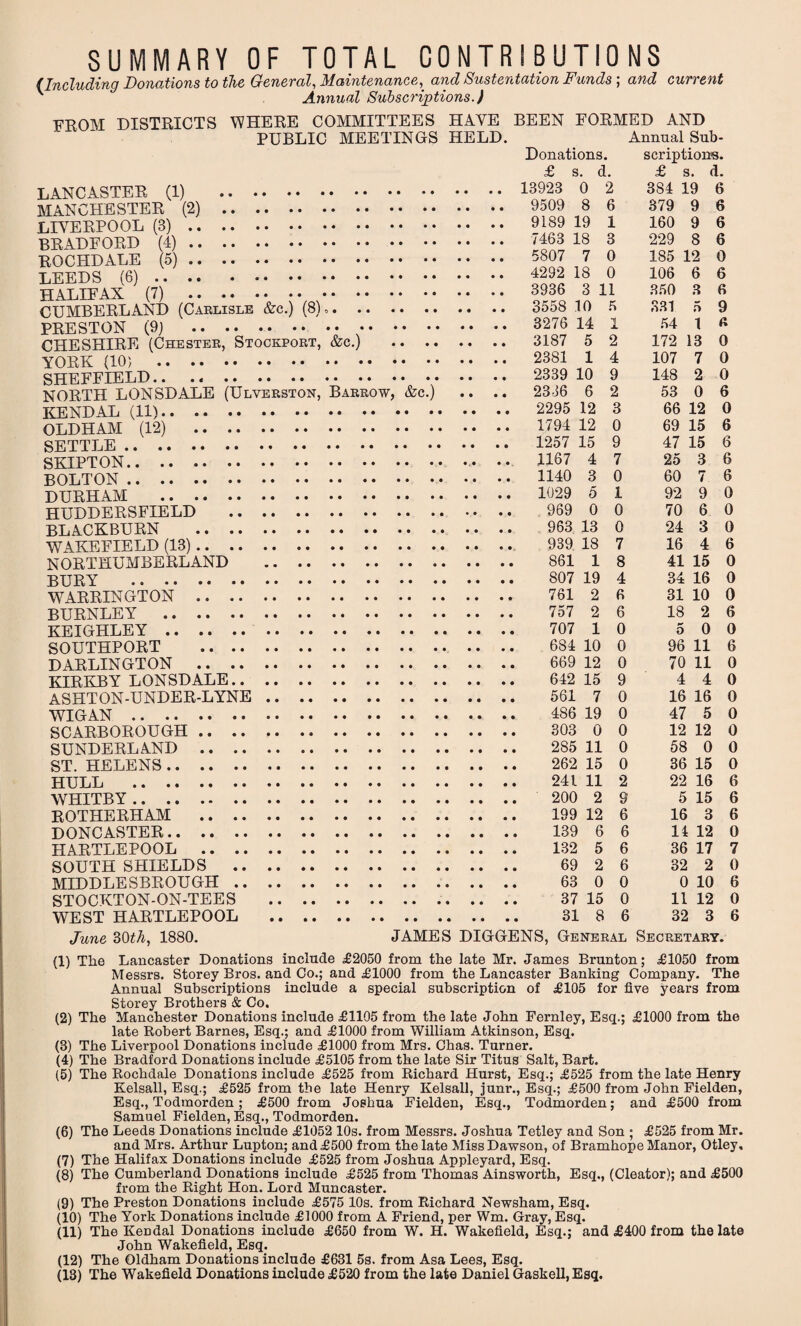 SUMMARY OF TOTAL CONTRIBUTIONS
(Including Donations to the General, Maintenance, and Sustentation Funds; and current
Annual Subscriptions.)
FROM DISTRICTS WHERE COMMITTEES HAVE BEEN FORMED AND
PUBLIC MEETINGS HELD. Annual Sub-
Donations. scriptions.
£ s. d. £ s. d.
LANCASTER (1) .. .. 13923 0 2 384 19 6
MANCHESTER (2) .. .. 9509 8 6 379 9 6
LIVERPOOL (3) .. .. 9189 19 1 160 9 6
BRADFORD (4) .. .. 7463 18 3 229 8 6
ROCHDALE (5) .. .. 5807 7 0 185 12 0
LEEDS (6) .. .. 4292 18 0 106 6 6
HALIFAX (7) .. .. 3936 3 11 350 3 6
CUMBERLAND (Carlisle &c.) (8) .. .. 3558 10 5 331 5 9
PRESTON (9) .. .. 3276 14 1 54 1 6
CHESHIRE (Chester, Stockport, &c.) .. .. 3187 5 2 172 13 0
YORK (10) .. .. 2381 1 4 107 7 0
SHEFFIELD .. .. 2339 10 9 148 2 0
NORTH LONSDALE (Ulverston, Barrow, &c.) .. .. 2336 6 2 53 0 6
KENDAL (11) .. .. 2295 12 3 66 12 0
OLDHAM (12) .. .. 1794 12 0 69 15 6
SETTLE .. .. 1257 15 9 47 15 6
SKIPTON .. .. 1167 4 7 25 3 6
BOLTON .. .. 1140 3 0 60 7 6
DURHAM .. .. 1029 5 1 92 9 0
HUDDERSFIELD .. .. 969 0 0 70 6 0
BLACKBURN .. .. 963 13 0 24 3 0
WAKEFIELD (13) .. .. 939 18 7 16 4 6
NORTHUMBERLAND .. .. 861 1 8 41 15 0
BURY .. .. 807 19 4 34 16 0
WARRINGTON .. .. 761 2 6 31 10 0
BURNLEY .. .. 757 2 6 18 2 6
KEIGHLEY .. .. 707 1 0 5 0 0
SOUTHPORT .. .. 684 10 0 96 11 6
DARLINGTON .. .. 669 12 0 70 11 0
KIRKBY LONSDALE .. .. 642 15 9 4 4 0
ASHTON-UNDER-LYNE .. .. 561 7 0 16 16 0
WIGAN .. .. 486 19 0 47 5 0
SCARBOROUGH .. .. 303 0 0 12 12 0
SUNDERLAND .. .. 285 11 0 58 0 0
ST. HELENS .. .. 262 15 0 36 15 0
HULL .. .. 241 11 2 22 16 6
WHITBY .. .. 200 2 9 5 15 6
ROTHERHAM .. .. 199 12 6 16 3 6
DONCASTER .. .. 139 6 6 14 12 0
HARTLEPOOL .. .. 132 5 6 36 17 7
SOUTH SHIELDS .. .. 69 2 6 32 2 0
MIDDLESBROUGH .. .. 63 0 0 0 10 6
STOCKTON-ON-TEES .. .. 37 15 0 11 12 0
WEST HARTLEPOOL .. .. 31 8 6 32 3 6
June 30th, 1880. JAMES DIGGENS, General Secretary.
(1) The Lancaster Donations include £2050 from the late Mr. James Brunton; £1050 from
Messrs. Storey Bros. and Co.; and £1000 from the Lancaster Banking Company. The
Annual Subscriptions include a special subscription of £105 for five years from
Storey Brothers & Co.
(2) The Manchester Donations include £1105 from the late John Fernley, Esq.; £1000 from the
late Robert Barnes, Esq.; and £1000 from William Atkinson, Esq.
(3) The Liverpool Donations include £1000 from Mrs. Chas. Turner.
(4) The Bradford Donations include £5105 from the late Sir Titus Salt, Bart.
(5) The Rochdale Donations include £525 from Richard Hurst, Esq.; £525 from the late Henry
Kelsall, Esq.; £525 from the late Henry Kelsall, junr., Esq.; £500 from John Fielden,
Esq., Todmorden; £500 from Joshua Fielden, Esq., Todmorden; and £500 from
Samuel Fielden, Esq., Todmorden.
(6) The Leeds Donations include £1052 10s. from Messrs. Joshua Tetley and Son; £525 from Mr.
and Mrs. Arthur Lupton; and £500 from the late Miss Dawson, of Bramhope Manor, Otley.
(7) The Halifax Donations include £525 from Joshua Appleyard, Esq.
(8) The Cumberland Donations include £525 from Thomas Ainsworth, Esq., (Cleator); and £500
from the Right Hon. Lord Muncaster.
(9) The Preston Donations include £575 10s. from Richard Newsham, Esq.
(10) The York Donations include £1000 from A Friend, per Wm. Gray, Esq.
(11) The Kendal Donations include £650 from W. H. Wakefield, Esq.; and £400 from the late
John Wakefield, Esq.
(12) The Oldham Donations include £631 5s. from Asa Lees, Esq.
(13) The Wakefield Donations include £520 from the late Daniel Gaskell, Esq.